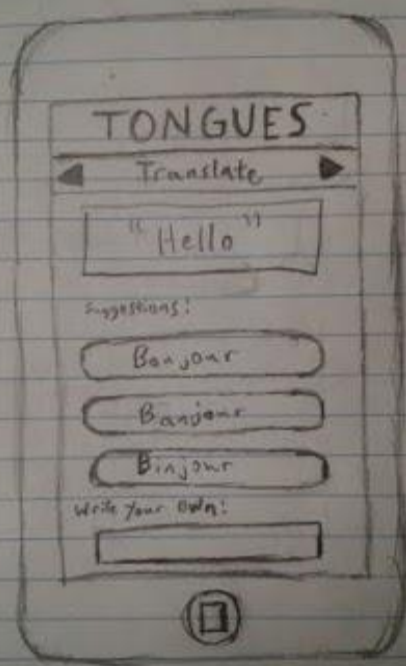 TONGUES
Translate
"Hello"
Suggestions:
Bonjour
Banjour
Binjour
Write Your Own: